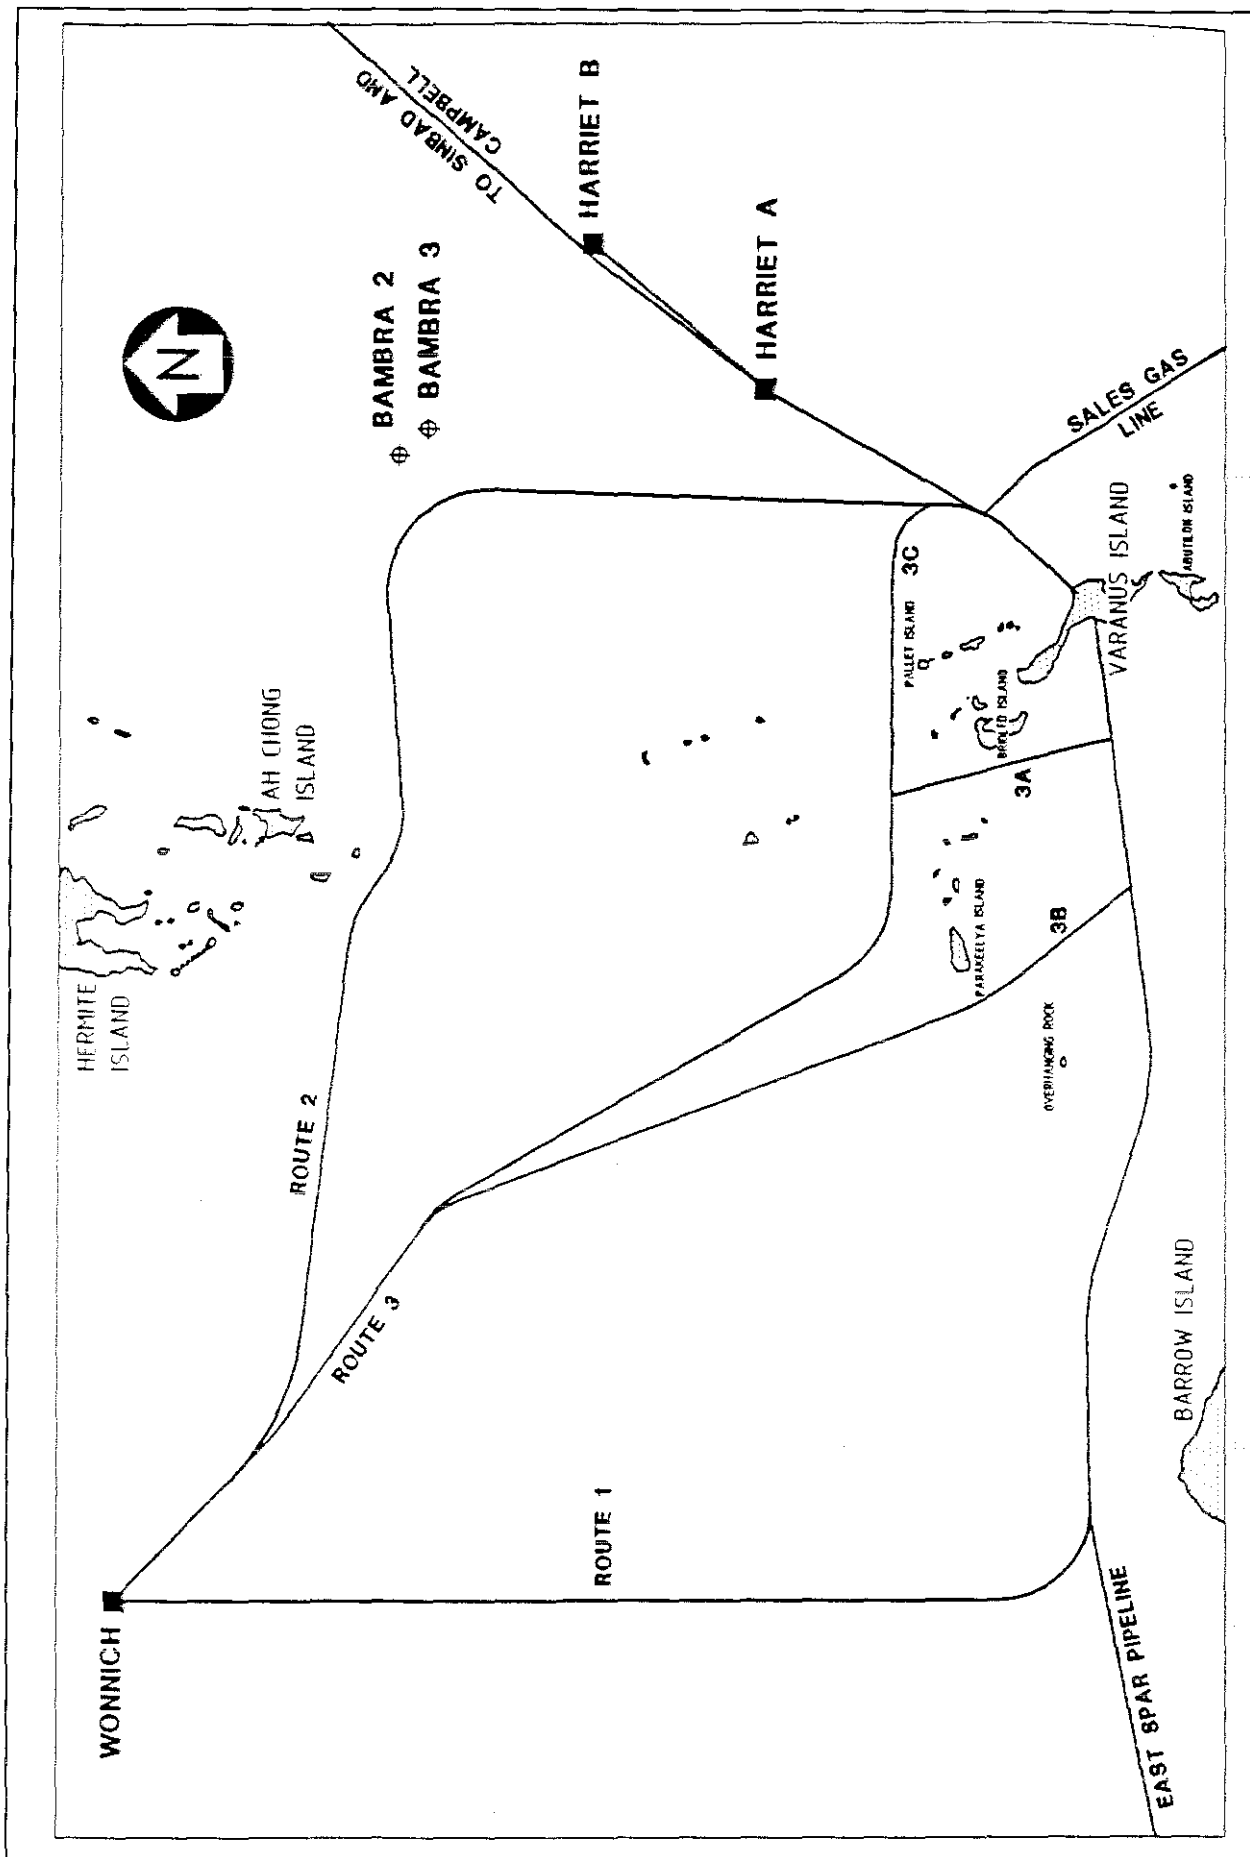 WONNICH
HERMITE
ISLAND
AH CHONG
ISLAND
N
TO SINBAD AND
CAMPBELL
BAMBRA 2
BAMBRA 3
HARRIET B
HARRIET A
ROUTE 2
ROUTE 3
ROUTE 1
3C
PALLET ISLAND
BRIDLED ISLAND
3A
PARAKEELYA ISLAND
3B
OVERHANGING ROCK
SALES GAS
LINE
VARANUS ISLAND
ABUTILON ISLAND
BARROW ISLAND
EAST SPAR PIPELINE